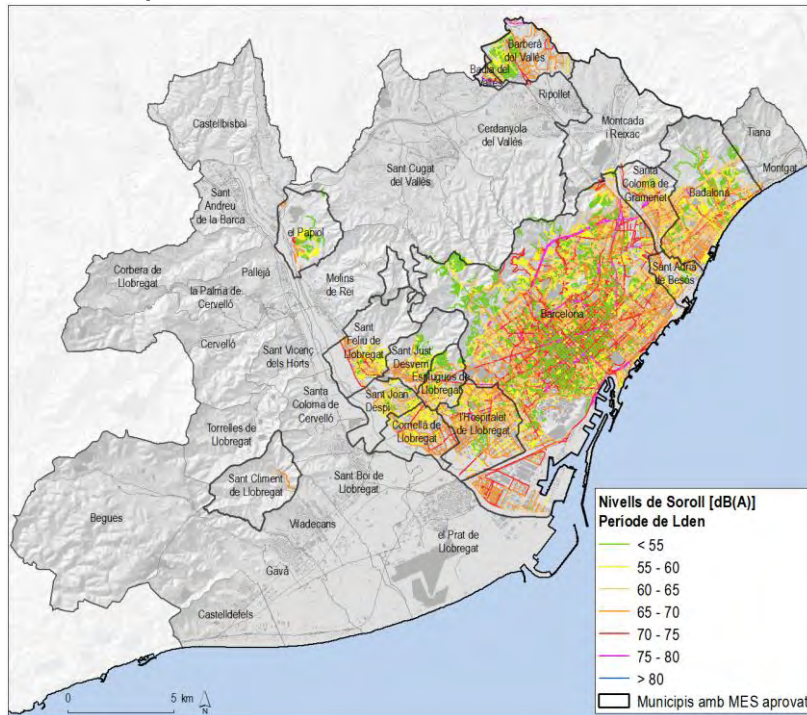 Barberà
del Vallès
Badia del
Vallès
Ripollet
Castellbisbal
Cerdanyola
del Vallès
Montcada
i Reixac
Tiana
Montgat
Sant Cugat
del Vallès
Santa
Coloma de
Gramenet
Badalona
Sant
Andreu
de la Barca
el Papiol
Corbera de
Llobregat
Pallejà
Molins
de Rei
Sant Adrià
de Besòs
la Palma de
Cervelló
Barcelona
Cervelló
Sant
Feliu de
Llobregat
Sant Vicenç
dels Horts
Sant Just
Desvern
Esplugues de
Llobregat
Santa
Coloma de
Cervelló
Sant Joan
Despí
l'Hospitalet
de Llobregat
Cornellà de
Llobregat
Torrelles de
Llobregat
Sant Climent
de Llobregat
Sant Boi de
Llobregat
Begues
Viladecans
el Prat de
Llobregat
Gavà
Castelldefels
Nivells de Soroll [dB(A)]
Període de Lden
< 55
55 - 60
60 - 65
65 - 70
70 - 75
75 - 80
> 80
Municipis amb MES aprovat
0 5 km
N